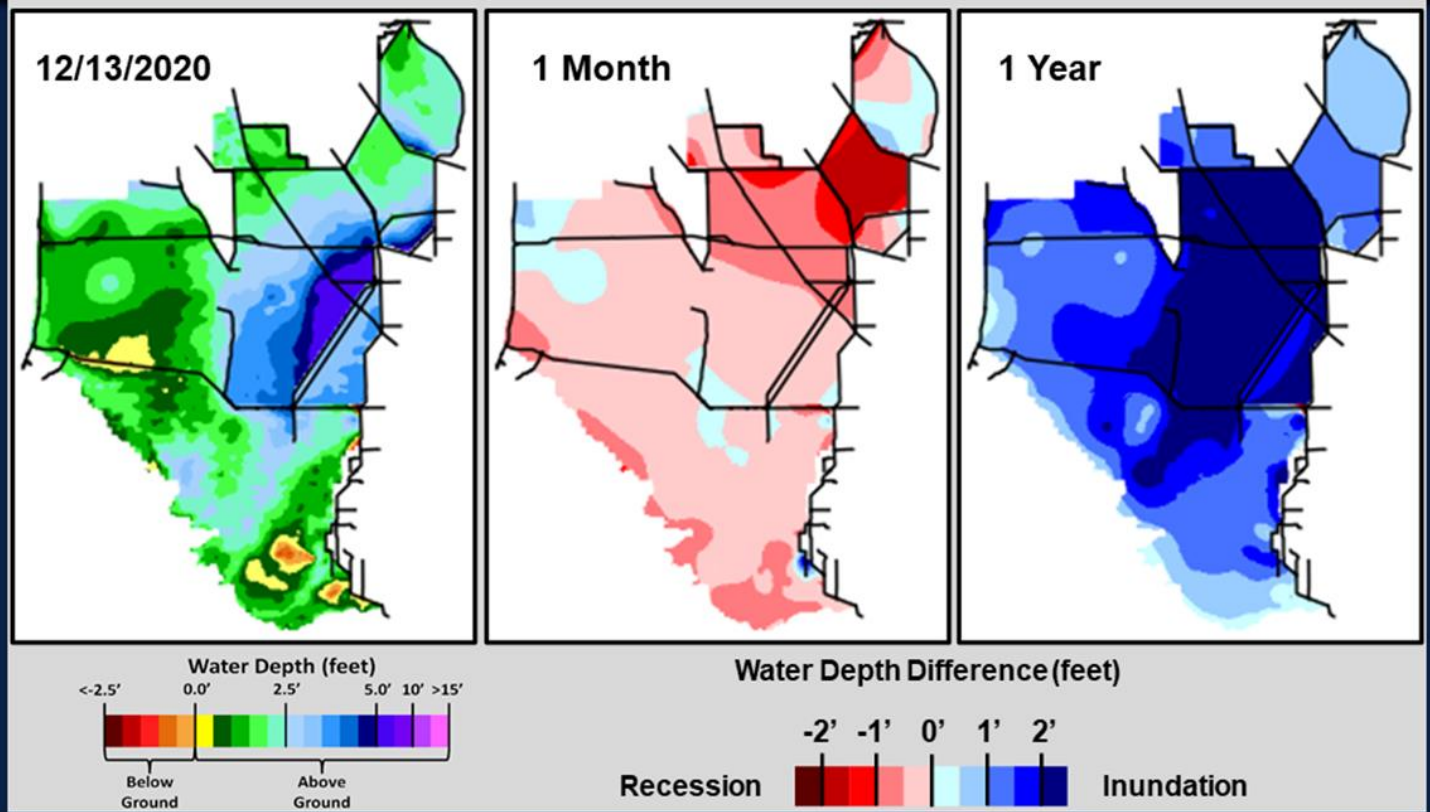 12/13/2020
1 Month
1 Year
Water Depth (feet)
<-2.5’ 0.0’ 2.5’ 5.0’ 10’ >15’
Below
Ground
Above
Ground
Water Depth Difference (feet)
-2’ -1’ 0’ 1’ 2’
Recession Inundation